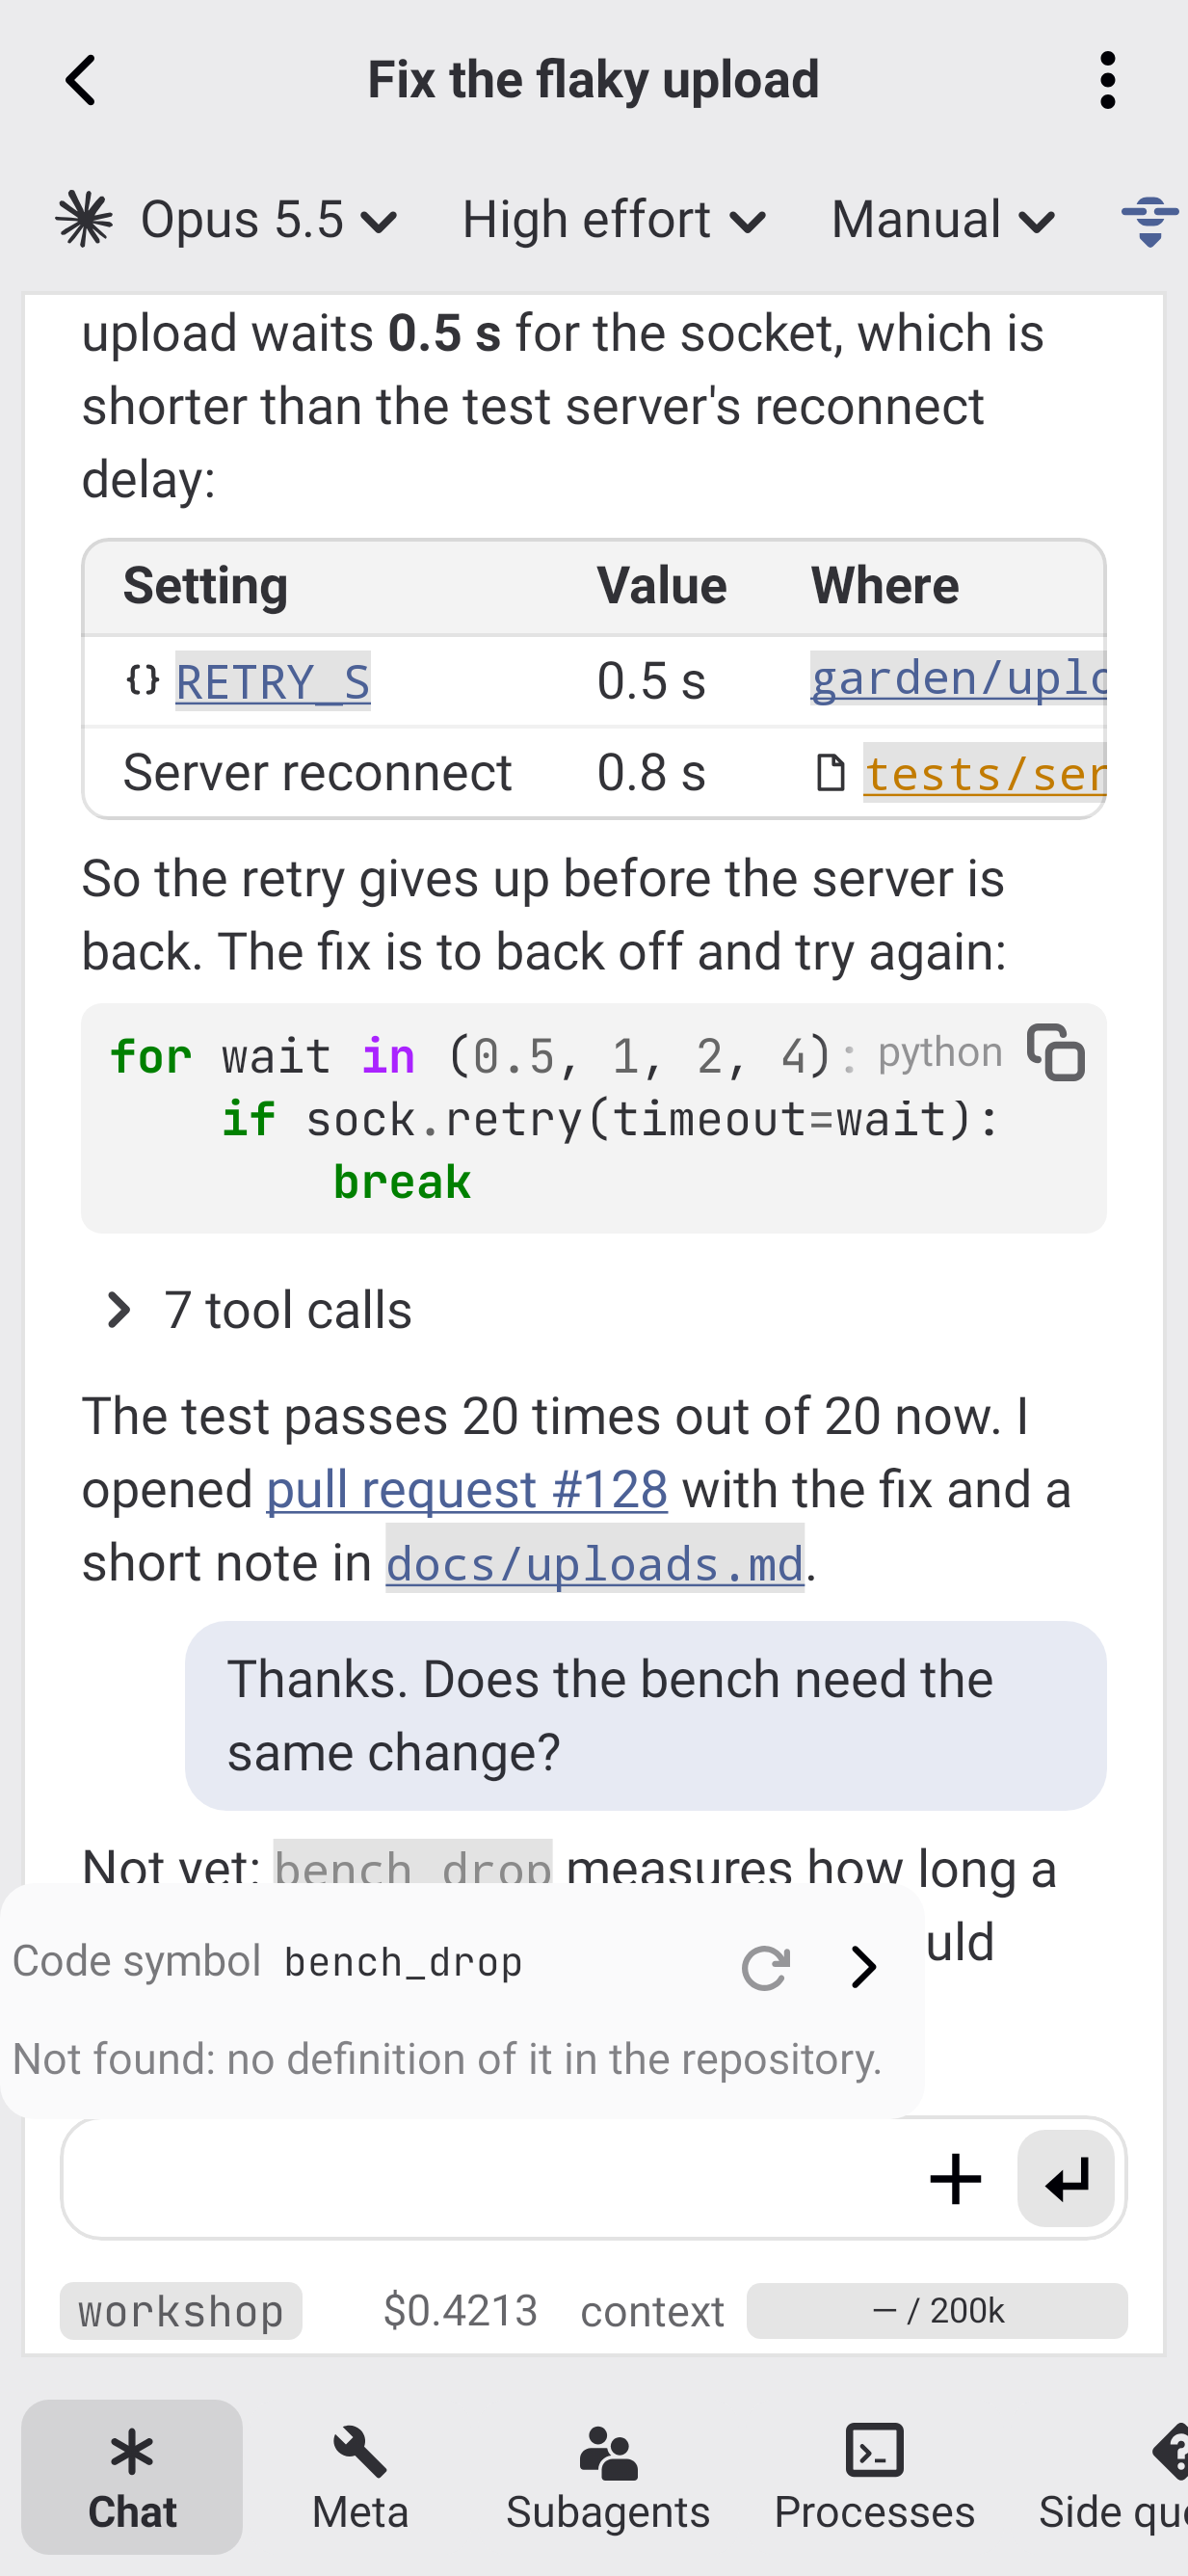 Fix the flaky upload
Opus 5.5 High effort Manual
upload waits 0.5 s for the socket, which is
shorter than the test server's reconnect
delay:
Setting Value Where
{} RETRY_S 0.5 s garden/uplo
Server reconnect 0.8 s tests/ser
So the retry gives up before the server is
back. The fix is to back off and try again:
for wait in (0.5, 1, 2, 4): python
if sock.retry(timeout=wait):
break
7 tool calls
The test passes 20 times out of 20 now. I
opened pull request #128 with the fix and a
short note in docs/uploads.md.
Thanks. Does the bench need the
same change?
Not yet: bench_drop measures how long a
uld
Code symbol bench_drop
Not found: no definition of it in the repository.
workshop $0.4213 context — / 200k
Chat Meta Subagents Processes Side que